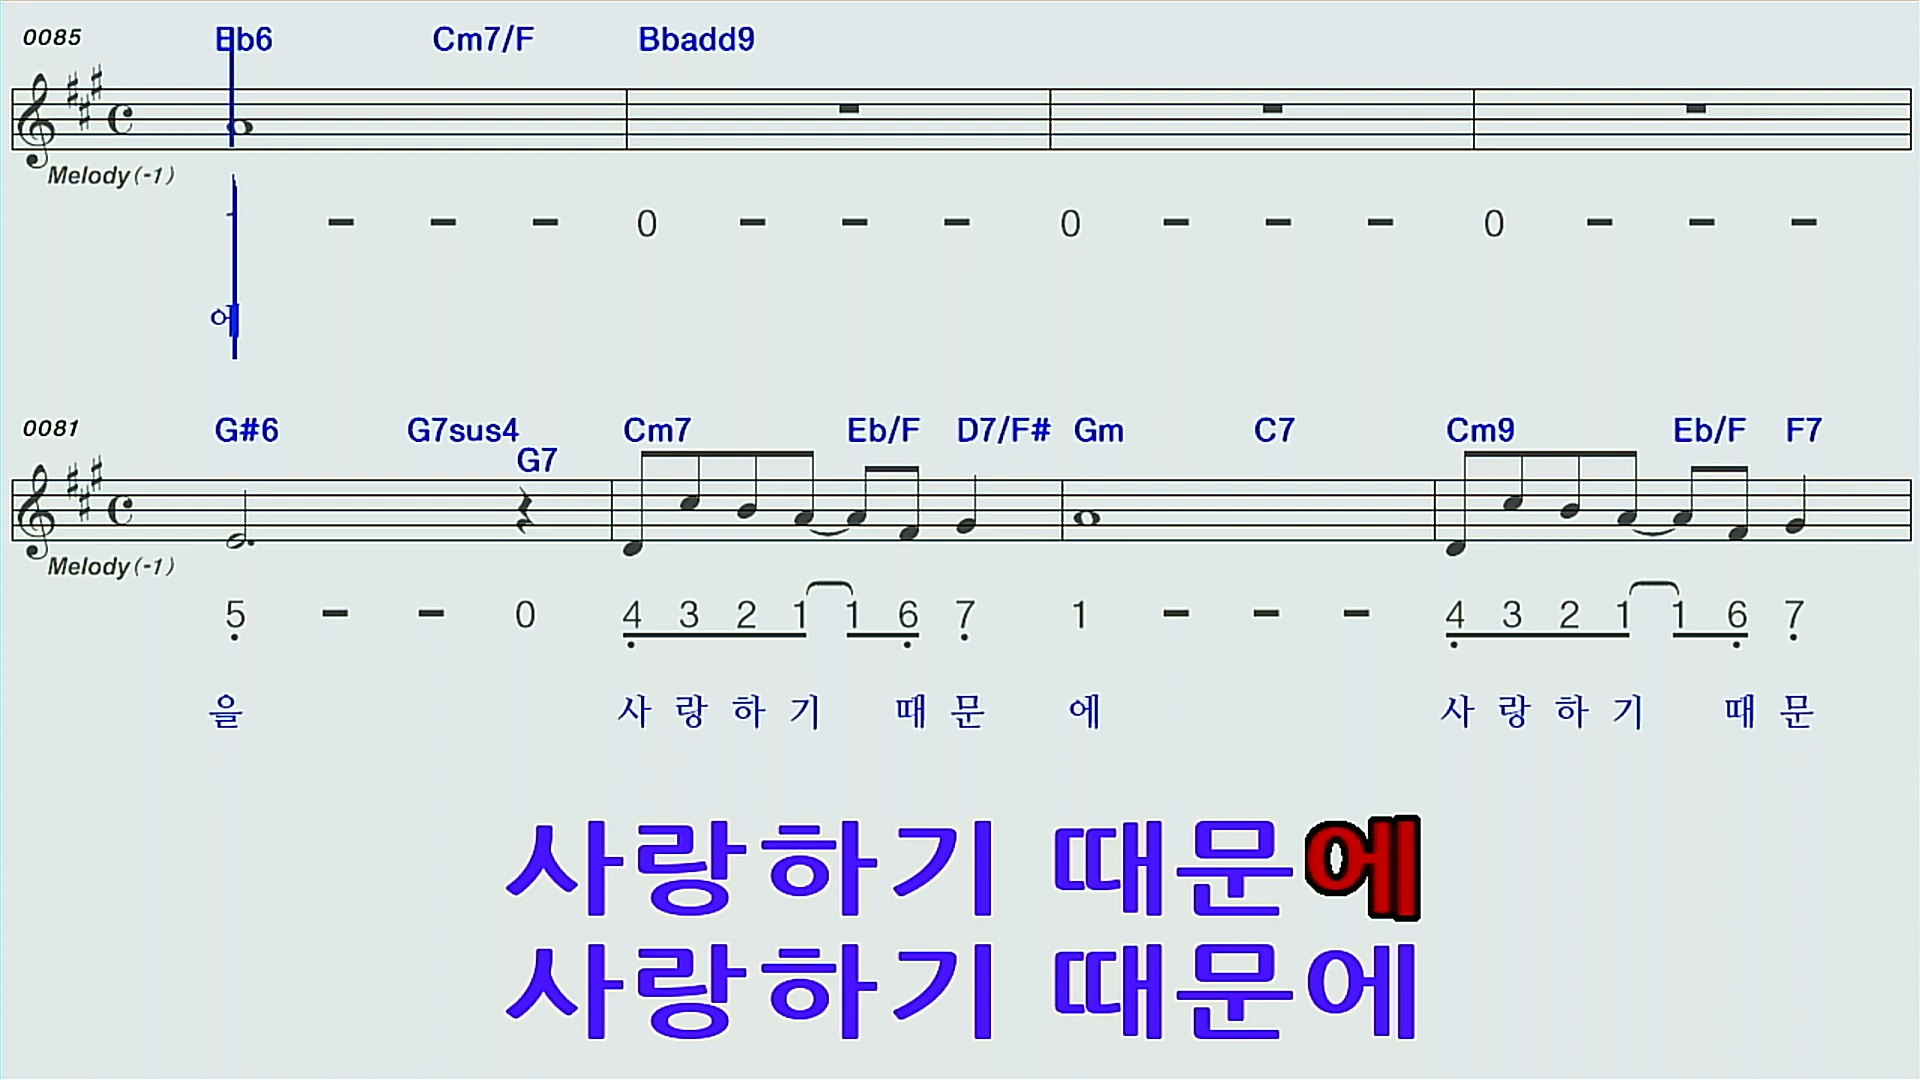 0085 Eb6 Cm7/F Bbadd9
Melody(-1)
1 - - - 0 - - - 0 - - - 0 - - -
에
0081 G#6 G7sus4 G7 Cm7 Eb/F D7/F# Gm C7 Cm9 Eb/F F7
Melody(-1)
5 - - 0 4 3 2 1 1 6 7 1 - - - 4 3 2 1 1 6 7
을 사 랑 하 기 때 문 에 사 랑 하 기 때 문
사랑하기 때문에
사랑하기 때문에